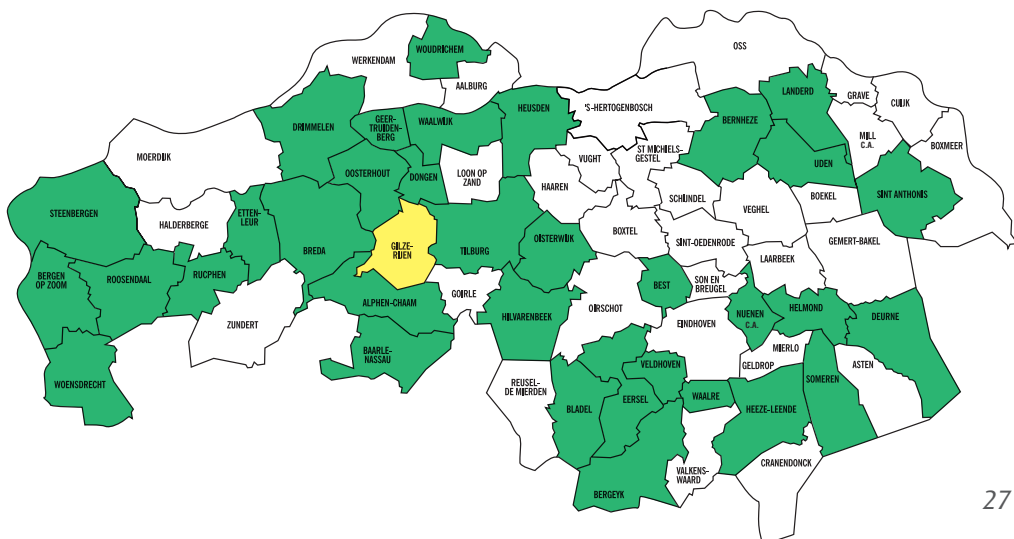 WOUDRICHEM
OSS
WERKENDAM
AALBURG
LANDERD
GRAVE
CUIJK
'S-HERTOGENBOSCH
HEUSDEN
BERNHEZE
GEER-
TRUIDEN-
BERG
WAALWIJK
DRIMMELEN
MILL
C.A.
BOXMEER
MOERDIJK
ST MICHIELS-
GESTEL
VUGHT
UDEN
OOSTERHOUT
DONGEN
LOON OP
ZAND
HAAREN
SINT ANTHONIS
SCHIJNDEL
BOEKEL
STEENBERGEN
HALDERBERGE
ETTEN-
LEUR
VEGHEL
BOXTEL
OISTERWIJK
SINT-OEDENRODE
GEMERT-BAKEL
BREDA
GILZE-
RIJEN
TILBURG
LAARBEEK
BERGEN
OP ZOOM
ROOSENDAAL
RUCPHEN
SON EN
BREUGEL
BEST
ALPHEN-CHAAM
GOIRLE
OIRSCHOT
HILVARENBEEK
NUENEN
C.A.
HELMOND
DEURNE
ZUNDERT
EINDHOVEN
BAARLE-
NASSAU
MIERLO
GELDROP
VELDHOVEN
ASTEN
WOENSDRECHT
REUSEL-
DE MIERDEN
SOMEREN
WAALRE
EERSEL
BLADEL
HEEZE-LEENDE
CRANENDONCK
VALKENS-
WAARD
BERGEYK
27